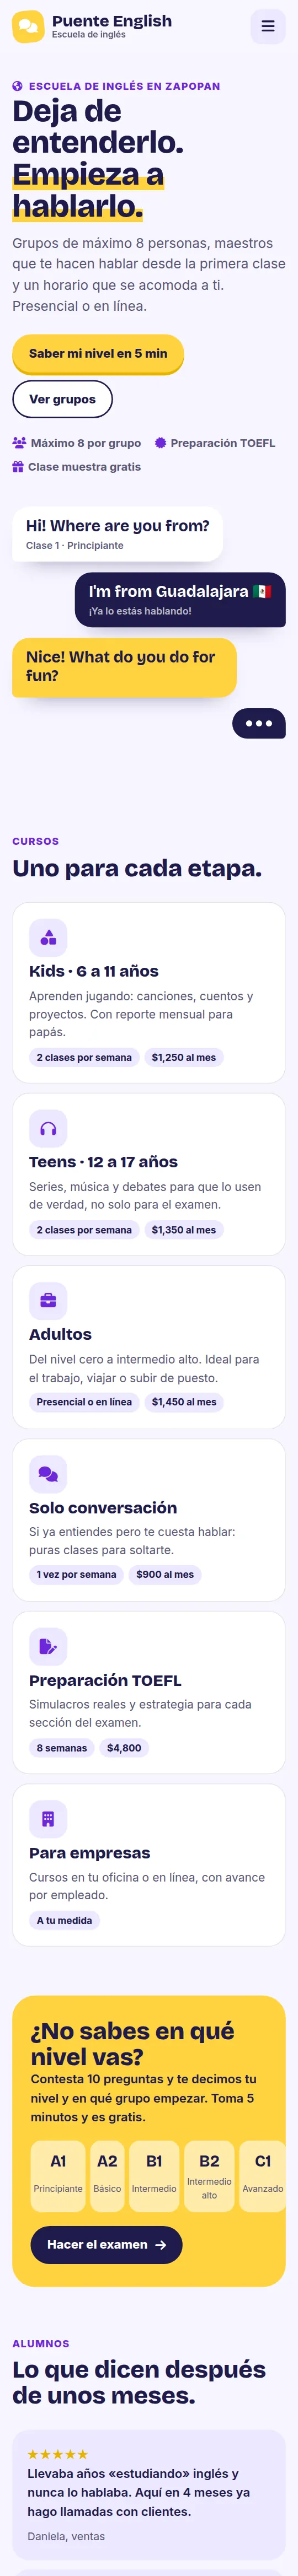 Puente English
Escuela de inglés
ESCUELA DE INGLÉS EN ZAPOPAN
Deja de
entenderlo.
Empieza a
hablarlo.
Grupos de máximo 8 personas, maestros
que te hacen hablar desde la primera clase
y un horario que se acomoda a ti.
Presencial o en línea.
Saber mi nivel en 5 min
Ver grupos
Máximo 8 por grupo Preparación TOEFL
Clase muestra gratis
Hi! Where are you from?
Clase 1 · Principiante
I'm from Guadalajara 🇲🇽
¡Ya lo estás hablando!
Nice! What do you do for
fun?
CURSOS
Uno para cada etapa.
Kids · 6 a 11 años
Aprenden jugando: canciones, cuentos y
proyectos. Con reporte mensual para
papás.
2 clases por semana $1,250 al mes
Teens · 12 a 17 años
Series, música y debates para que lo usen
de verdad, no solo para el examen.
2 clases por semana $1,350 al mes
Adultos
Del nivel cero a intermedio alto. Ideal para
el trabajo, viajar o subir de puesto.
Presencial o en línea $1,450 al mes
Solo conversación
Si ya entiendes pero te cuesta hablar:
puras clases para soltarte.
1 vez por semana $900 al mes
Preparación TOEFL
Simulacros reales y estrategia para cada
sección del examen.
8 semanas $4,800
Para empresas
Cursos en tu oficina o en línea, con avance
por empleado.
A tu medida
¿No sabes en qué
nivel vas?
Contesta 10 preguntas y te decimos tu
nivel y en qué grupo empezar. Toma 5
minutos y es gratis.
A1 A2 B1 B2 C1
Principiante Básico Intermedio Intermedio alto Avanzado
Hacer el examen →
ALUMNOS
Lo que dicen después
de unos meses.
★★★★★
Llevaba años «estudiando» inglés y
nunca lo hablaba. Aquí en 4 meses ya
hago llamadas con clientes.
Daniela, ventas